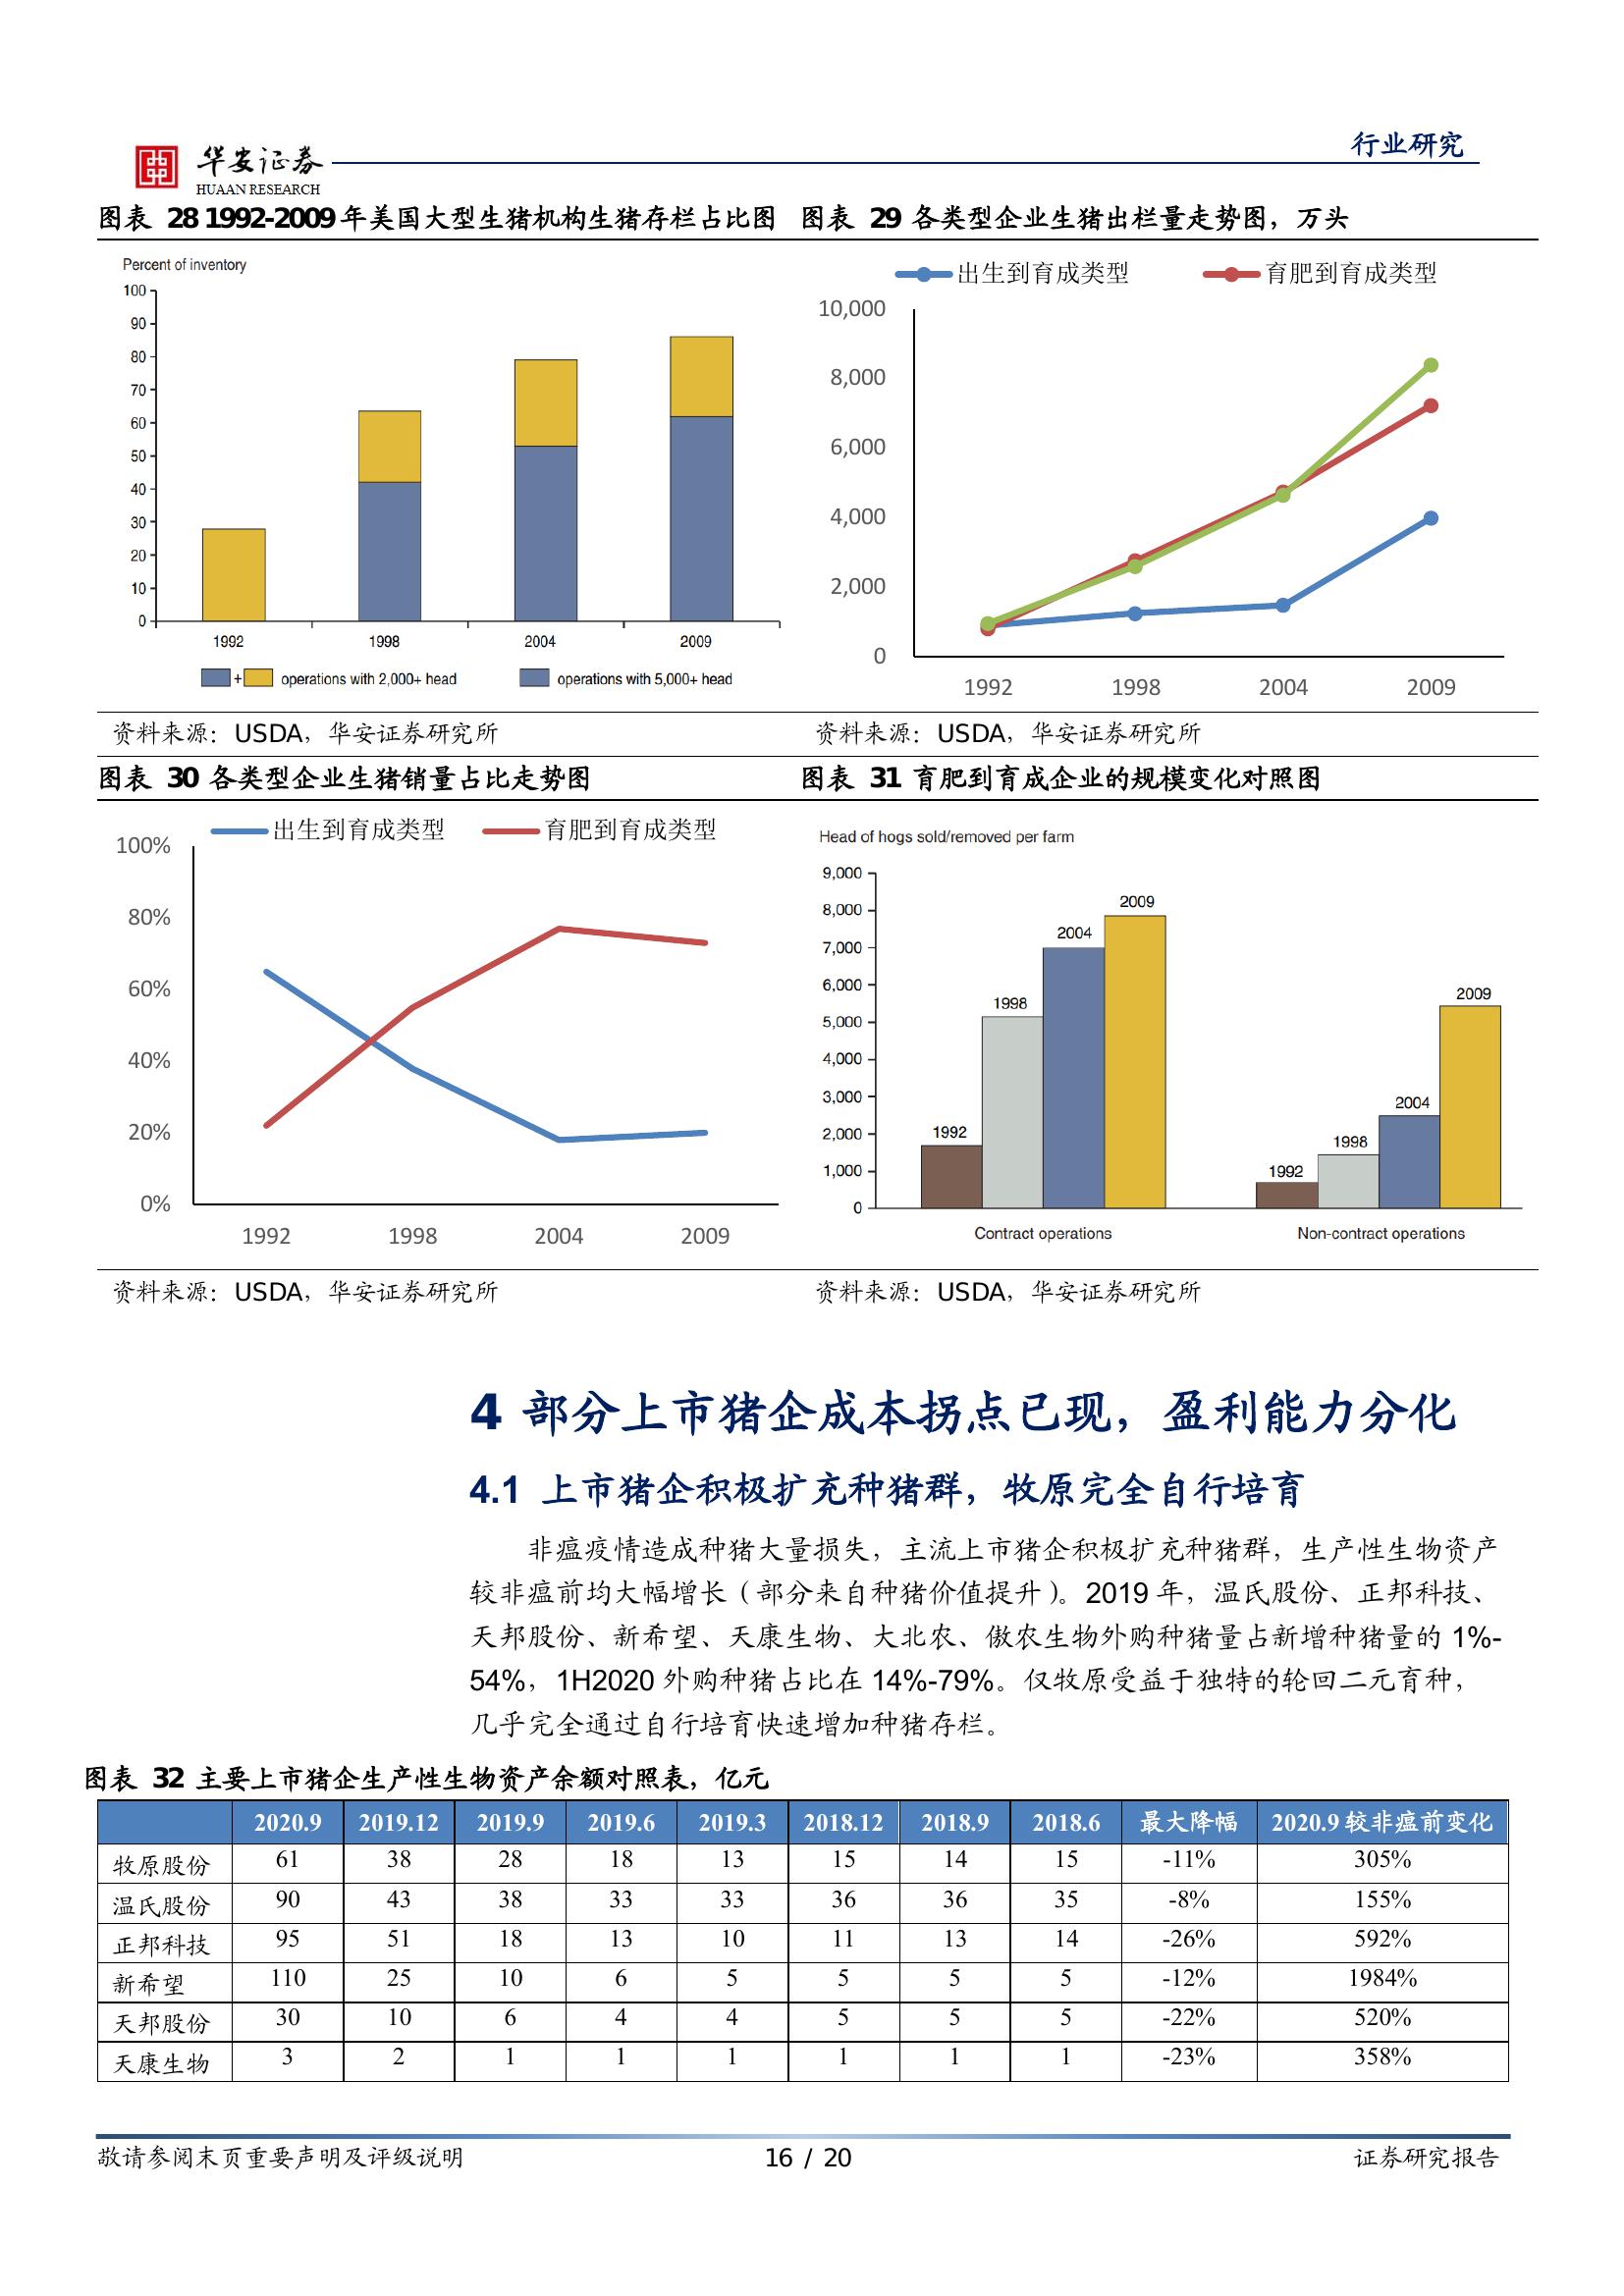 华安证券
HUAAN RESEARCH
行业研究
图表 28 1992-2009 年美国大型生猪机构生猪存栏占比图
Percent of inventory
100
90
80
70
60
50
40
30
20
10
0
1992 1998 2004 2009
+ operations with 2,000+ head operations with 5,000+ head
资料来源：USDA，华安证券研究所
图表 29 各类型企业生猪出栏量走势图，万头
出生到育成类型 育肥到育成类型
10,000
8,000
6,000
4,000
2,000
0
1992 1998 2004 2009
资料来源：USDA，华安证券研究所
图表 30 各类型企业生猪销量占比走势图
出生到育成类型 育肥到育成类型
100%
80%
60%
40%
20%
0%
1992 1998 2004 2009
资料来源：USDA，华安证券研究所
图表 31 育肥到育成企业的规模变化对照图
Head of hogs sold/removed per farm
9,000
8,000
7,000
6,000
5,000
4,000
3,000
2,000
1,000
0
1992 1998 2004 2009
1992 1998 2004 2009
Contract operations Non-contract operations
资料来源：USDA，华安证券研究所
4 部分上市猪企成本拐点已现，盈利能力分化
4.1 上市猪企积极扩充种猪群，牧原完全自行培育
非瘟疫情造成种猪大量损失，主流上市猪企积极扩充种猪群，生产性生物资产
较非瘟前均大幅增长（部分来自种猪价值提升）。2019 年，温氏股份、正邦科技、
天邦股份、新希望、天康生物、大北农、傲农生物外购种猪量占新增种猪量的 1%-
54%，1H2020 外购种猪占比在 14%-79%。仅牧原受益于独特的轮回二元育种，
几乎完全通过自行培育快速增加种猪存栏。
图表 32 主要上市猪企生产性生物资产余额对照表，亿元
2020.9 2019.12 2019.9 2019.6 2019.3 2018.12 2018.9 2018.6 最大降幅 2020.9 较非瘟前变化
牧原股份 61 38 28 18 13 15 14 15 -11% 305%
温氏股份 90 43 38 33 33 36 36 35 -8% 155%
正邦科技 95 51 18 13 10 11 13 14 -26% 592%
新希望 110 25 10 6 5 5 5 5 -12% 1984%
天邦股份 30 10 6 4 4 5 5 5 -22% 520%
天康生物 3 2 1 1 1 1 1 1 -23% 358%
敬请参阅末页重要声明及评级说明 16 / 20 证券研究报告